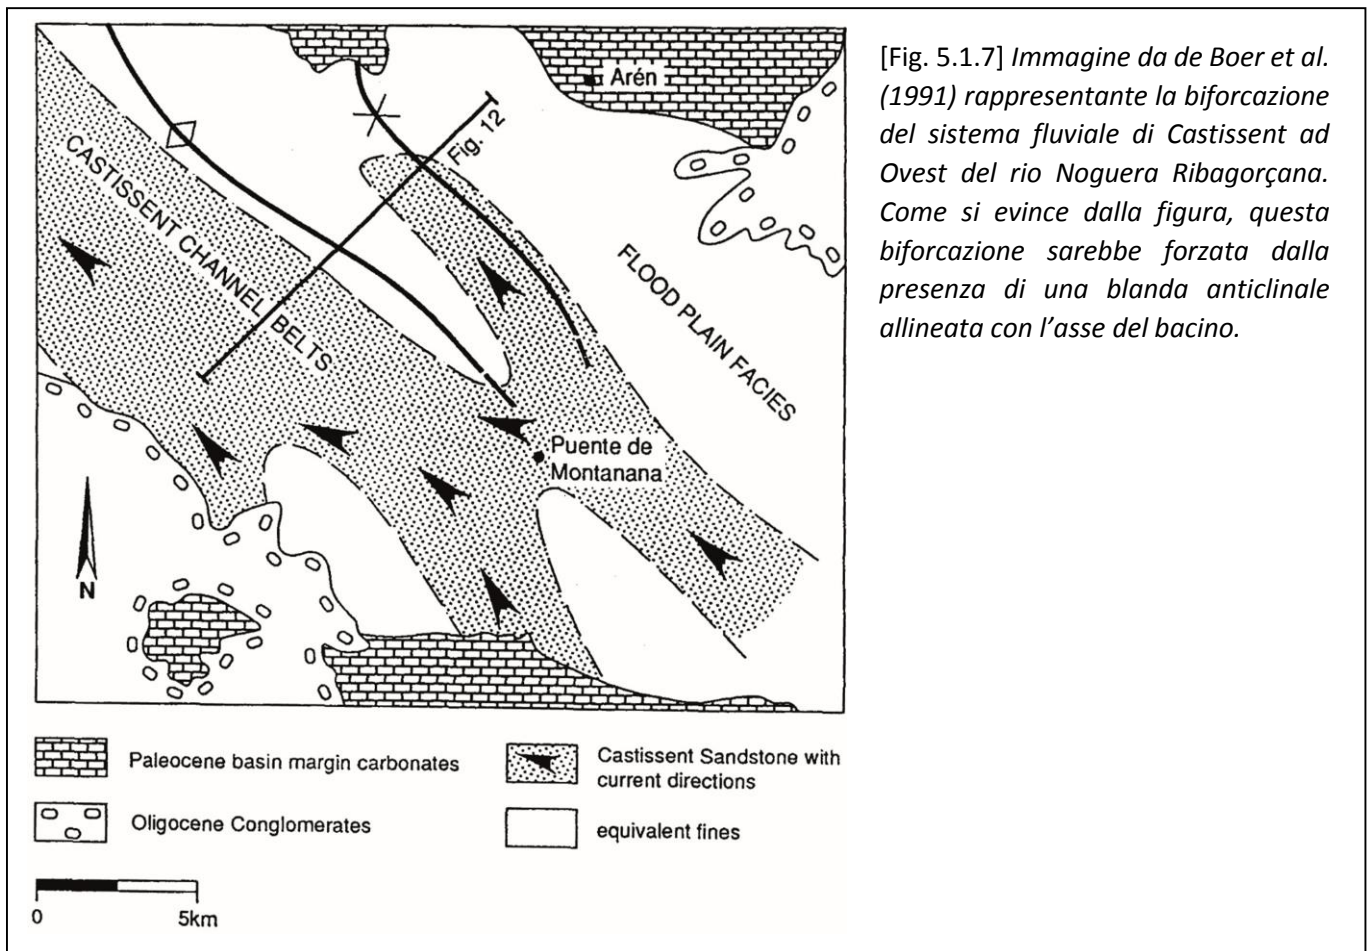 Arén
Fig. 12
CASTISSENT CHANNEL BELTS
FLOOD PLAIN FACIES
Puente de
Montanana
N
Paleocene basin margin carbonates
Oligocene Conglomerates
Castissent Sandstone with
current directions
equivalent fines
0 5km
[Fig. 5.1.7] Immagine da de Boer et al.
(1991) rappresentante la biforcazione
del sistema fluviale di Castissent ad
Ovest del rio Noguera Ribagorçana.
Come si evince dalla figura, questa
biforcazione sarebbe forzata dalla
presenza di una blanda anticlinale
allineata con l’asse del bacino.